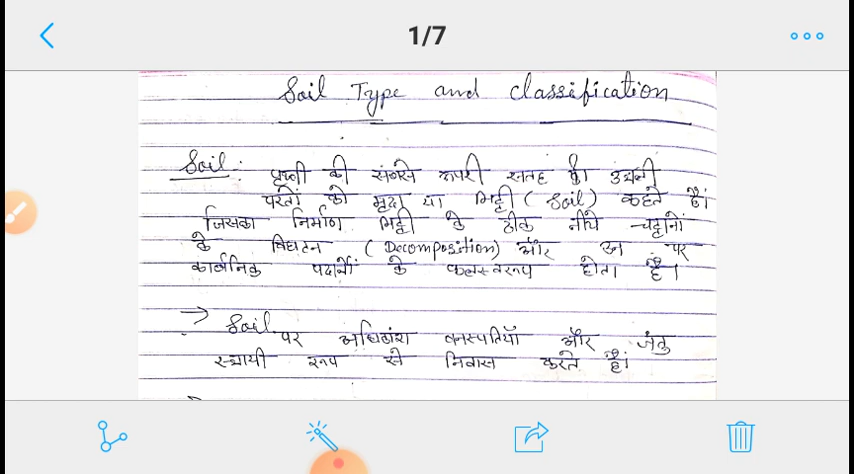 1/7
Soil Type and classification
Soil: पृथ्वी की सबसे ऊपरी सतह की उथली
परतों को मृदा या मिट्टी (Soil) कहते हैं।
जिसका निर्माण मिट्टी के ठीक नीचे चट्टानों
के विघटन (Decomposition) और उन पर
कार्बनिक पदार्थों के फलस्वरूप होता है।
→ Soil पर अधिकांश वनस्पतियाँ और जंतु
स्थायी रूप से निवास करते हैं।